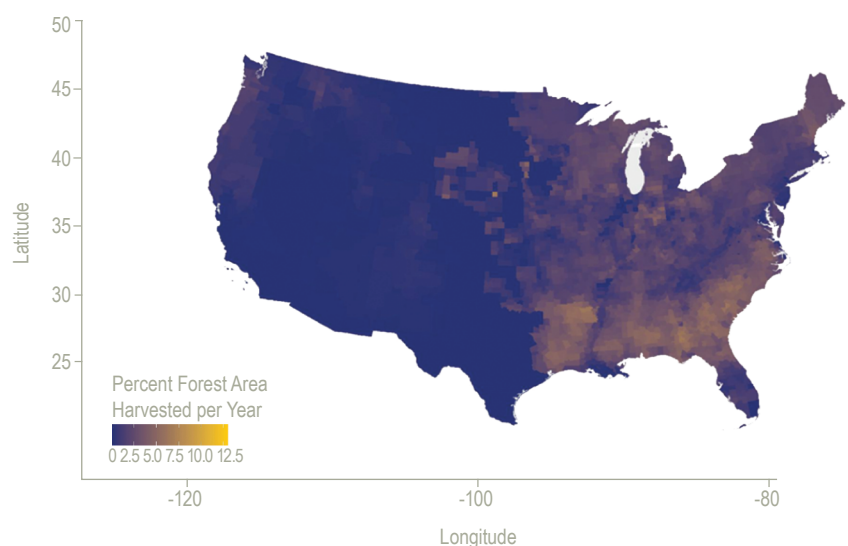 50
45
40
35
30
25
Latitude
Percent Forest Area
Harvested per Year
0 2.5 5.0 7.5 10.0 12.5
-120 -100 -80
Longitude